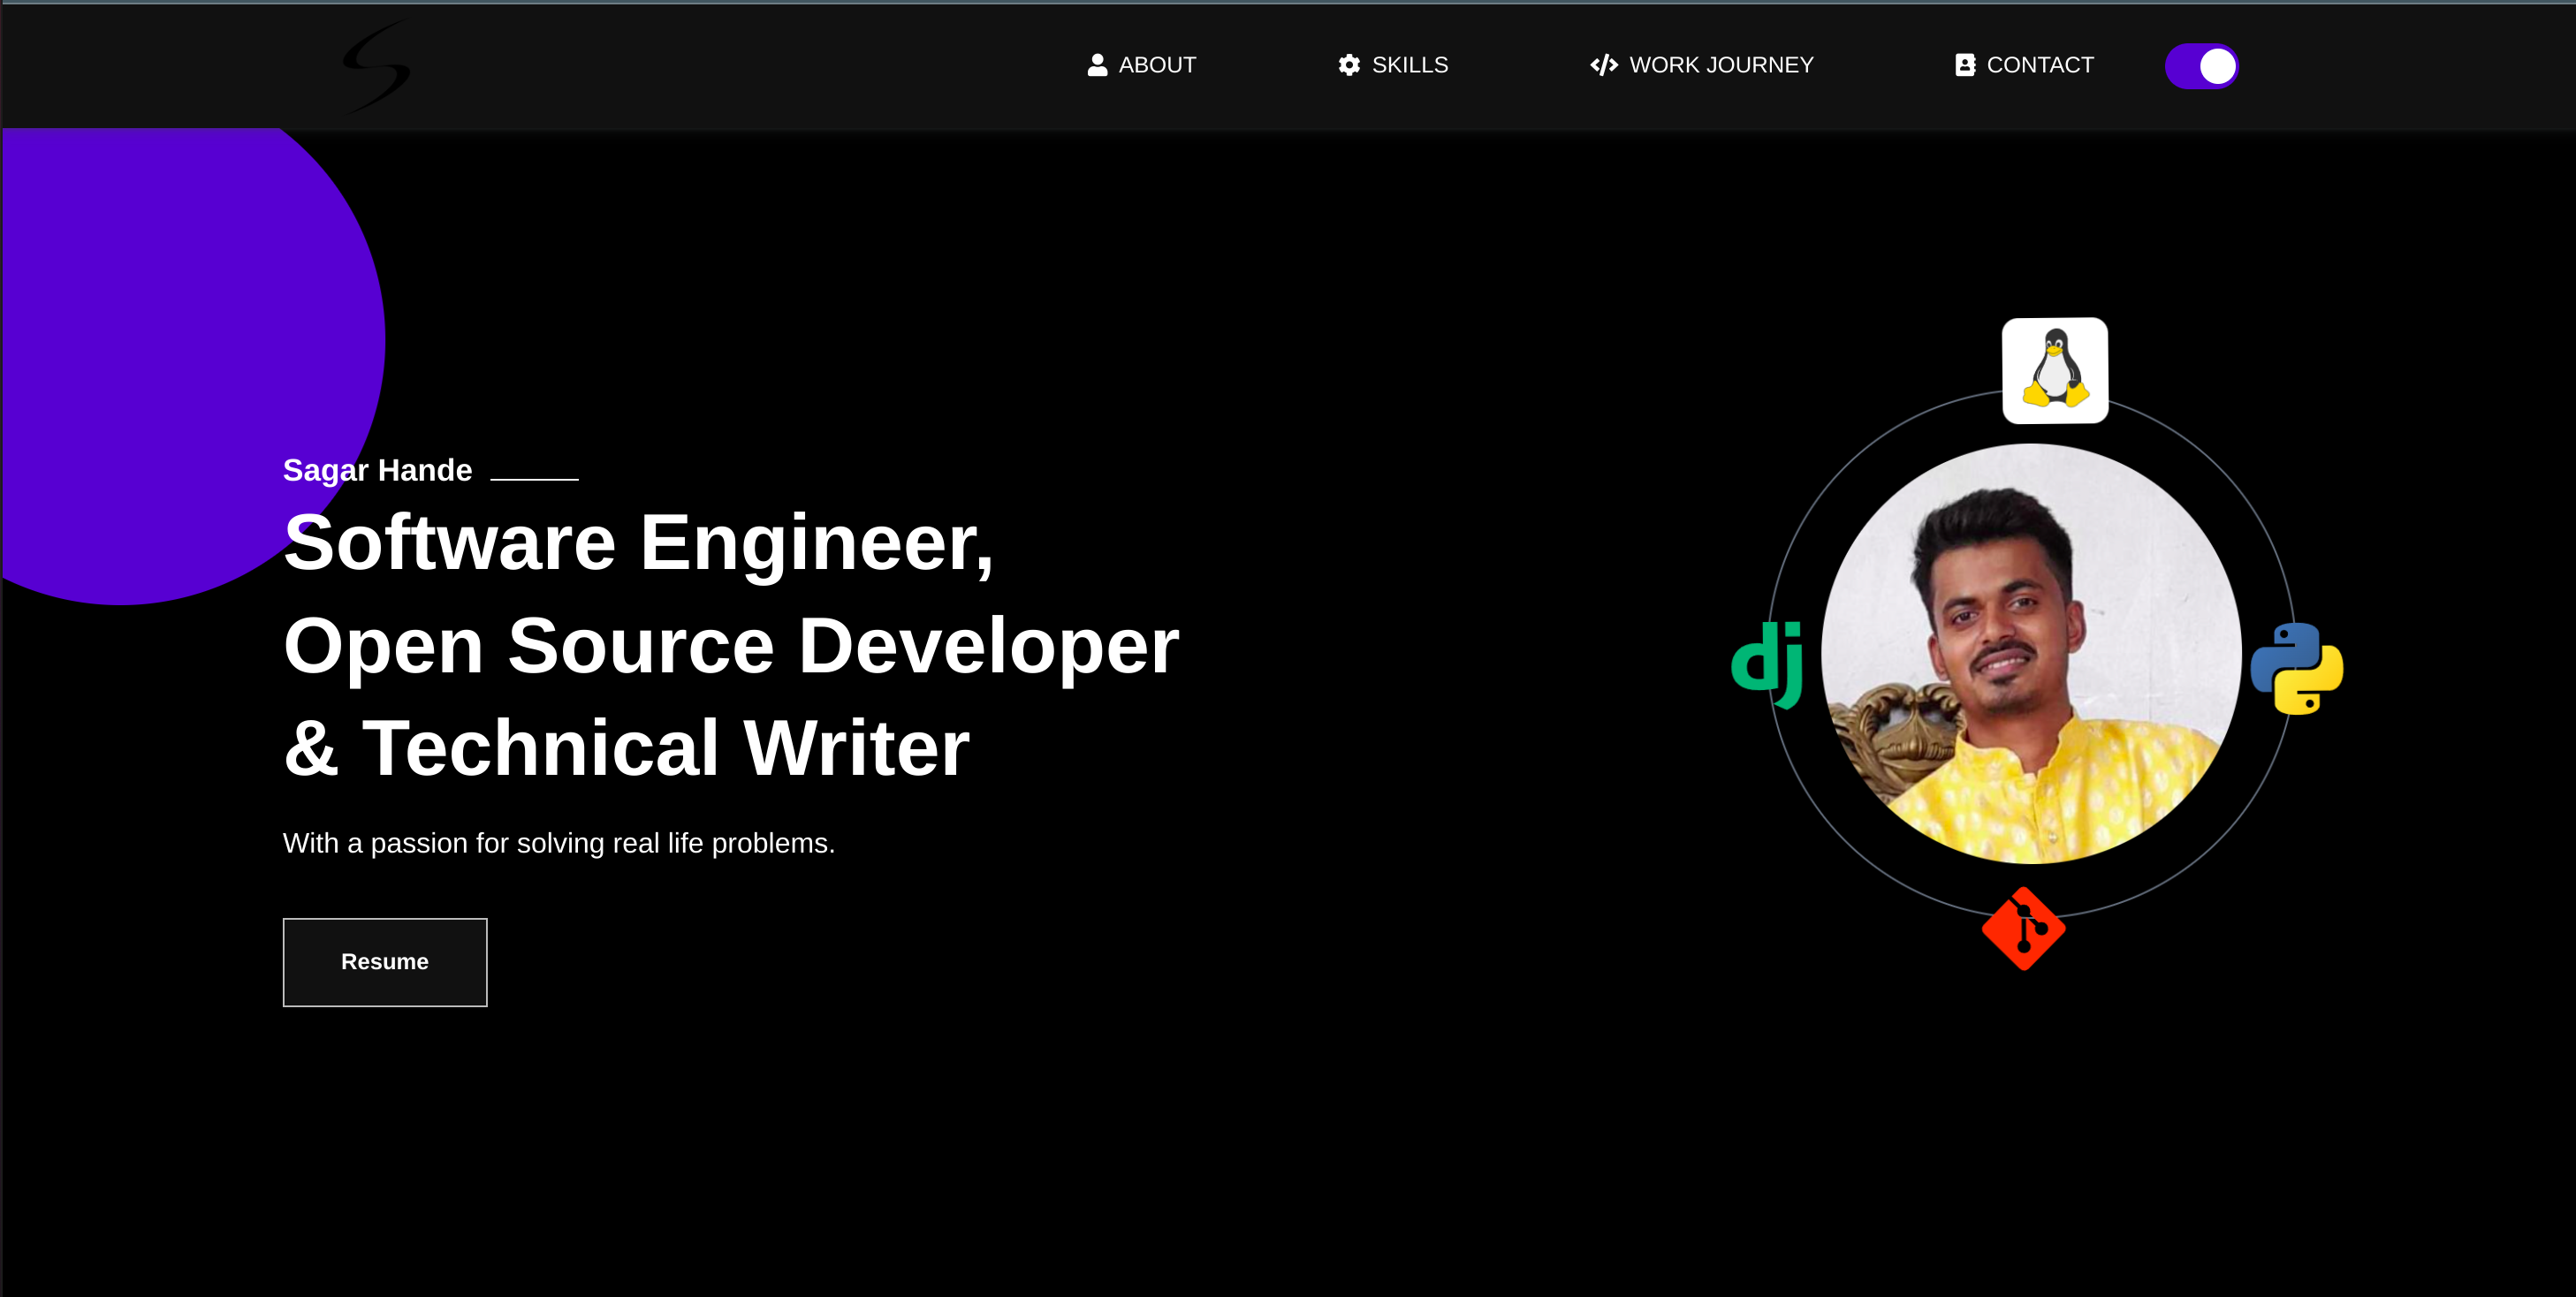 ABOUT
SKILLS
WORK JOURNEY
CONTACT
Sagar Hande
Software Engineer,
Open Source Developer
& Technical Writer
With a passion for solving real life problems.
Resume
dj